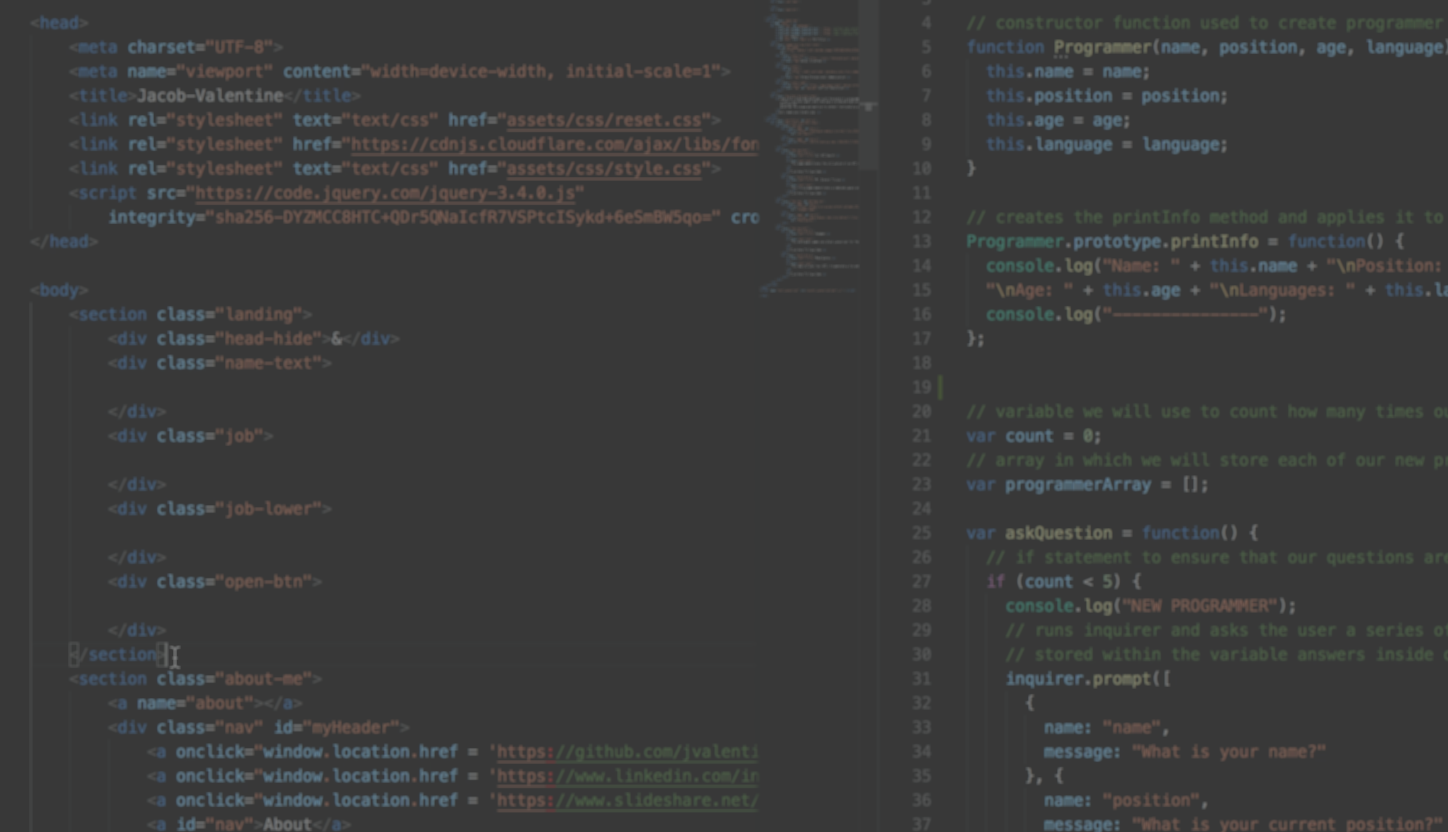 <head>
<meta charset="UTF-8">
<meta name="viewport" content="width=device-width, initial-scale=1">
<title>Jacob-Valentine</title>
<link rel="stylesheet" text="text/css" href="assets/css/reset.css">
<link rel="stylesheet" href="https://cdnjs.cloudflare.com/ajax/libs/fon
<link rel="stylesheet" text="text/css" href="assets/css/style.css">
<script src="https://code.jquery.com/jquery-3.4.0.js"
integrity="sha256-DYZMCC8HTC+QDr5QNaIcfR7VSPtcISykd+6eSmBW5qo=" cro
</head>
<body>
<section class="landing">
<div class="head-hide">&</div>
<div class="name-text">
</div>
<div class="job">
</div>
<div class="job-lower">
</div>
<div class="open-btn">
</div>
</section>
<section class="about-me">
<a name="about"></a>
<div class="nav" id="myHeader">
<a onclick="window.location.href = 'https://github.com/jvalenti
<a onclick="window.location.href = 'https://www.linkedin.com/in
<a onclick="window.location.href = 'https://www.slideshare.net/
<a id="nav">About</a>
4 // constructor function used to create programmer
5 function Programmer(name, position, age, language)
6 this.name = name;
7 this.position = position;
8 this.age = age;
9 this.language = language;
10 }
11
12 // creates the printInfo method and applies it to
13 Programmer.prototype.printInfo = function() {
14 console.log("Name: " + this.name + "\nPosition:
15 "\nAge: " + this.age + "\nLanguages: " + this.la
16 console.log("---------------");
17 };
18
19
20 // variable we will use to count how many times ou
21 var count = 0;
22 // array in which we will store each of our new pr
23 var programmerArray = [];
24
25 var askQuestion = function() {
26 // if statement to ensure that our questions are
27 if (count < 5) {
28 console.log("NEW PROGRAMMER");
29 // runs inquirer and asks the user a series of
30 // stored within the variable answers inside
31 inquirer.prompt([
32 {
33 name: "name",
34 message: "What is your name?"
35 }, {
36 name: "position",
37 message: "What is your current position?"